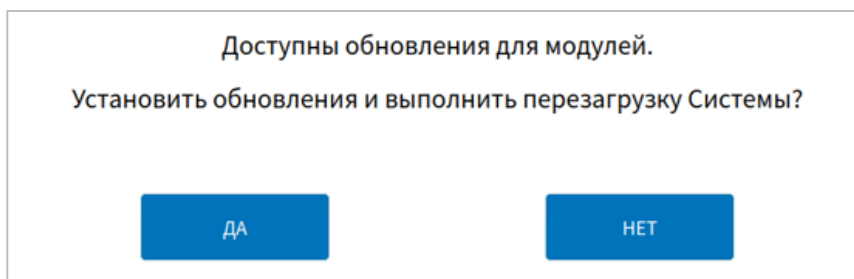 Доступны обновления для модулей.
Установить обновления и выполнить перезагрузку Системы?
ДА
НЕТ